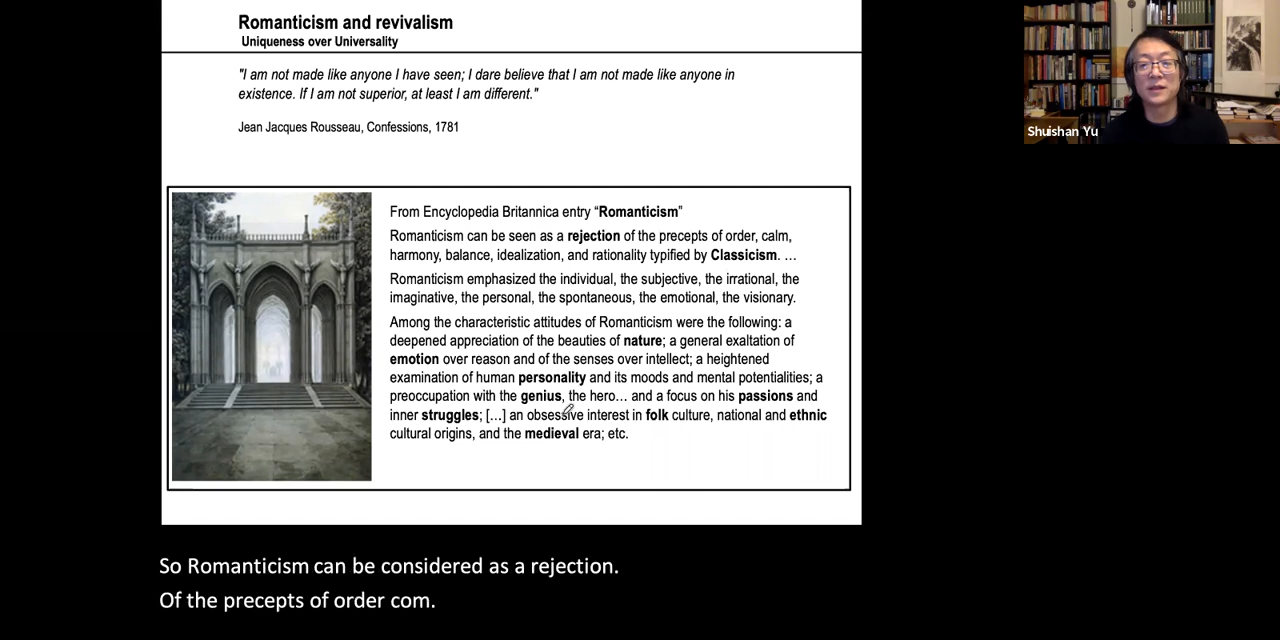 Romanticism and revivalism
Uniqueness over Universality
"I am not made like anyone I have seen; I dare believe that I am not made like anyone in
existence. If I am not superior, at least I am different."
Jean Jacques Rousseau, Confessions, 1781
From Encyclopedia Britannica entry “Romanticism”
Romanticism can be seen as a rejection of the precepts of order, calm,
harmony, balance, idealization, and rationality typified by Classicism. …
Romanticism emphasized the individual, the subjective, the irrational, the
imaginative, the personal, the spontaneous, the emotional, the visionary.
Among the characteristic attitudes of Romanticism were the following: a
deepened appreciation of the beauties of nature; a general exaltation of
emotion over reason and of the senses over intellect; a heightened
examination of human personality and its moods and mental potentialities; a
preoccupation with the genius, the hero… and a focus on his passions and
inner struggles; […] an obsessive interest in folk culture, national and ethnic
cultural origins, and the medieval era; etc.
Shuishan Yu
So Romanticism can be considered as a rejection.
Of the precepts of order com.